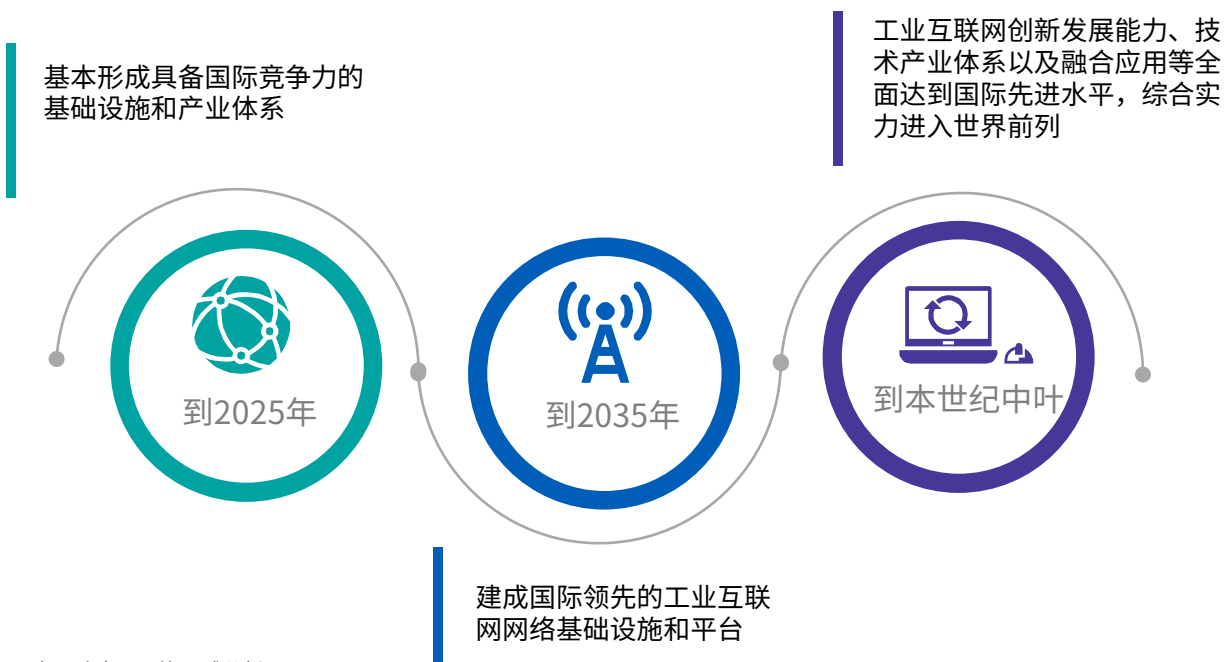 基本形成具备国际竞争力的
基础设施和产业体系
工业互联网创新发展能力、技
术产业体系以及融合应用等全
面达到国际先进水平，综合实
力进入世界前列
到2025年
到2035年
到本世纪中叶
建成国际领先的工业互联
网网络基础设施和平台